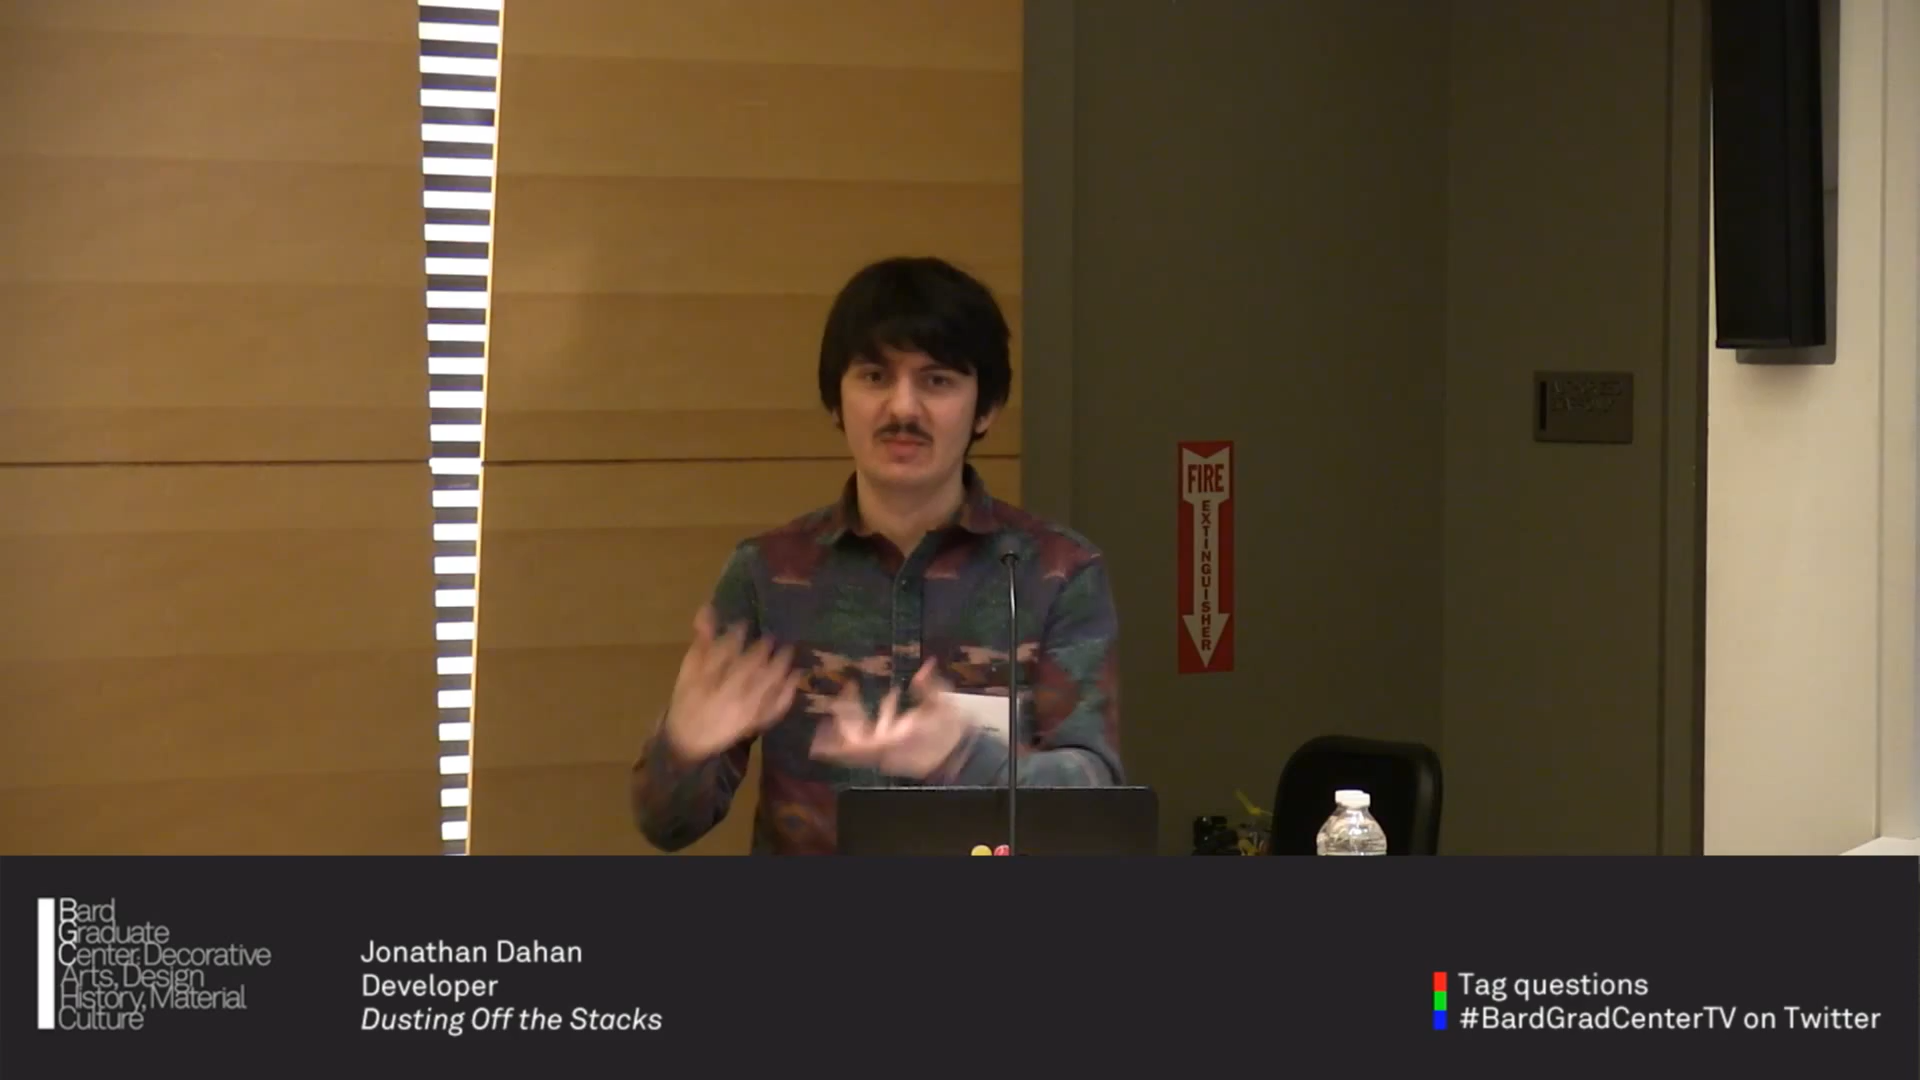 FIRE
EXTINGUISHER
Bard
Graduate
Center: Decorative
Arts, Design
History, Material
Culture
Jonathan Dahan
Developer
Dusting Off the Stacks
Tag questions
#BardGradCenterTV on Twitter